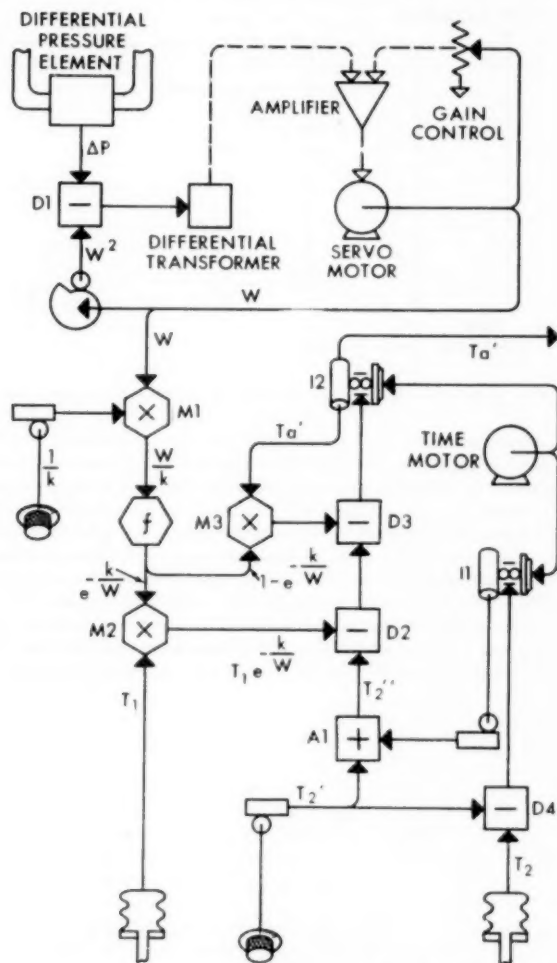 DIFFERENTIAL
PRESSURE
ELEMENT
ΔP
D1
−
W²
DIFFERENTIAL
TRANSFORMER
AMPLIFIER
GAIN
CONTROL
SERVO
MOTOR
W
W
× M1
1/k
W/k
f
e^-k/W
M2 ×
T₁
Ta'
M3 ×
1-e^-k/W
T₁e^-k/W
I2
Ta'
TIME
MOTOR
− D3
I1
− D2
T₂''
A1 +
T₂'
− D4
T₂